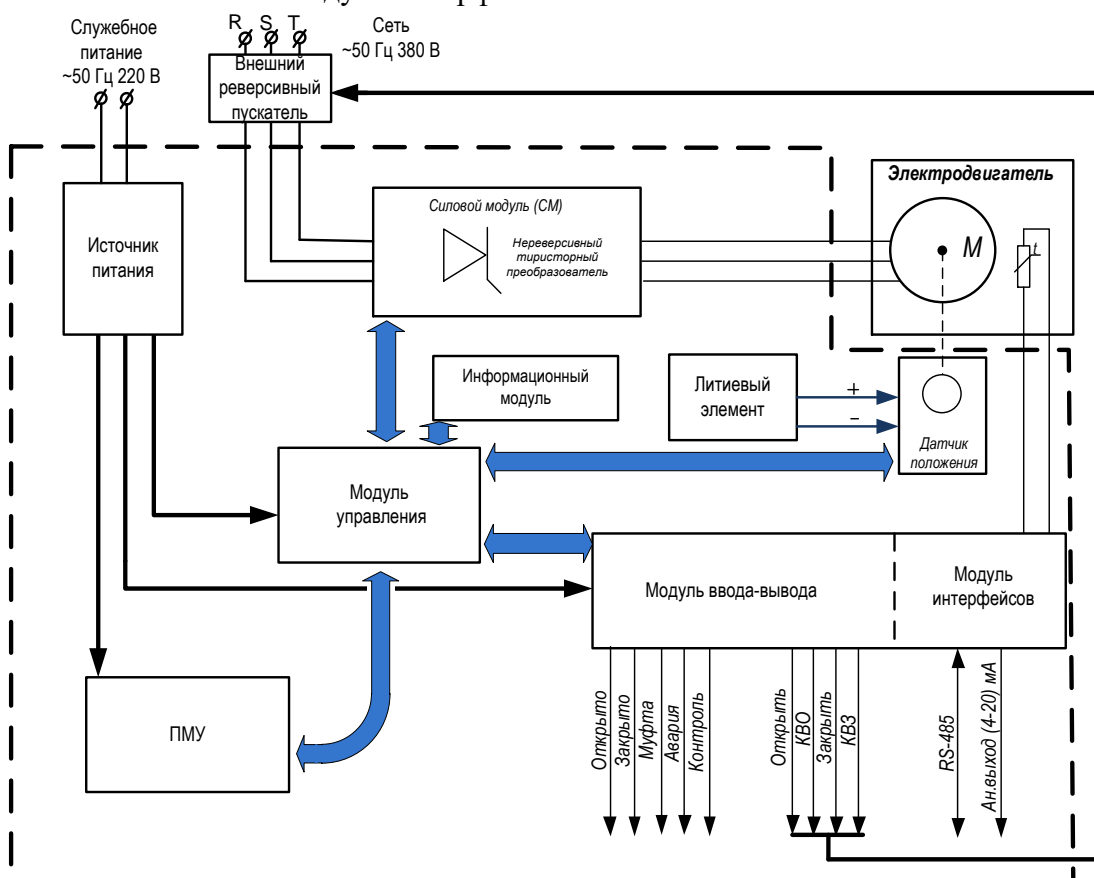 Служебное
питание
~50 Гц 220 В
R S T
Сеть
~50 Гц 380 В
Внешний
реверсивный
пускатель
Источник
питания
Силовой модуль (СМ)
Нереверсивный
тиристорный
преобразователь
Электродвигатель
M
t
Информационный
модуль
Литиевый
элемент
+
–
Датчик
положения
Модуль
управления
Модуль ввода-вывода
Модуль
интерфейсов
ПМУ
Открыто
Закрыто
Муфта
Авария
Контроль
Открыть
КВО
Закрыть
КВЗ
RS-485
Ан.выход (4-20) мА